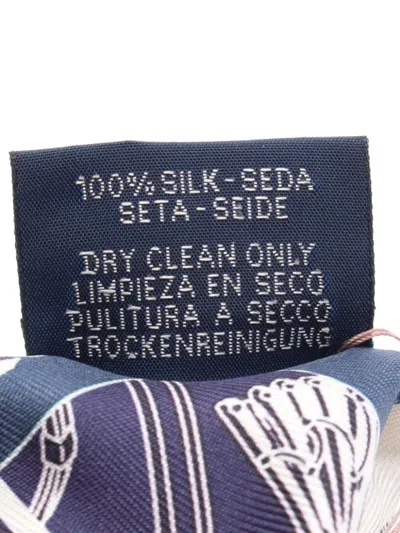 100% SILK-SEDA
SETA-SEIDE
DRY CLEAN ONLY
LIMPIEZA EN SECO
PULITURA A SECCO
TROCKENREINIGUNG